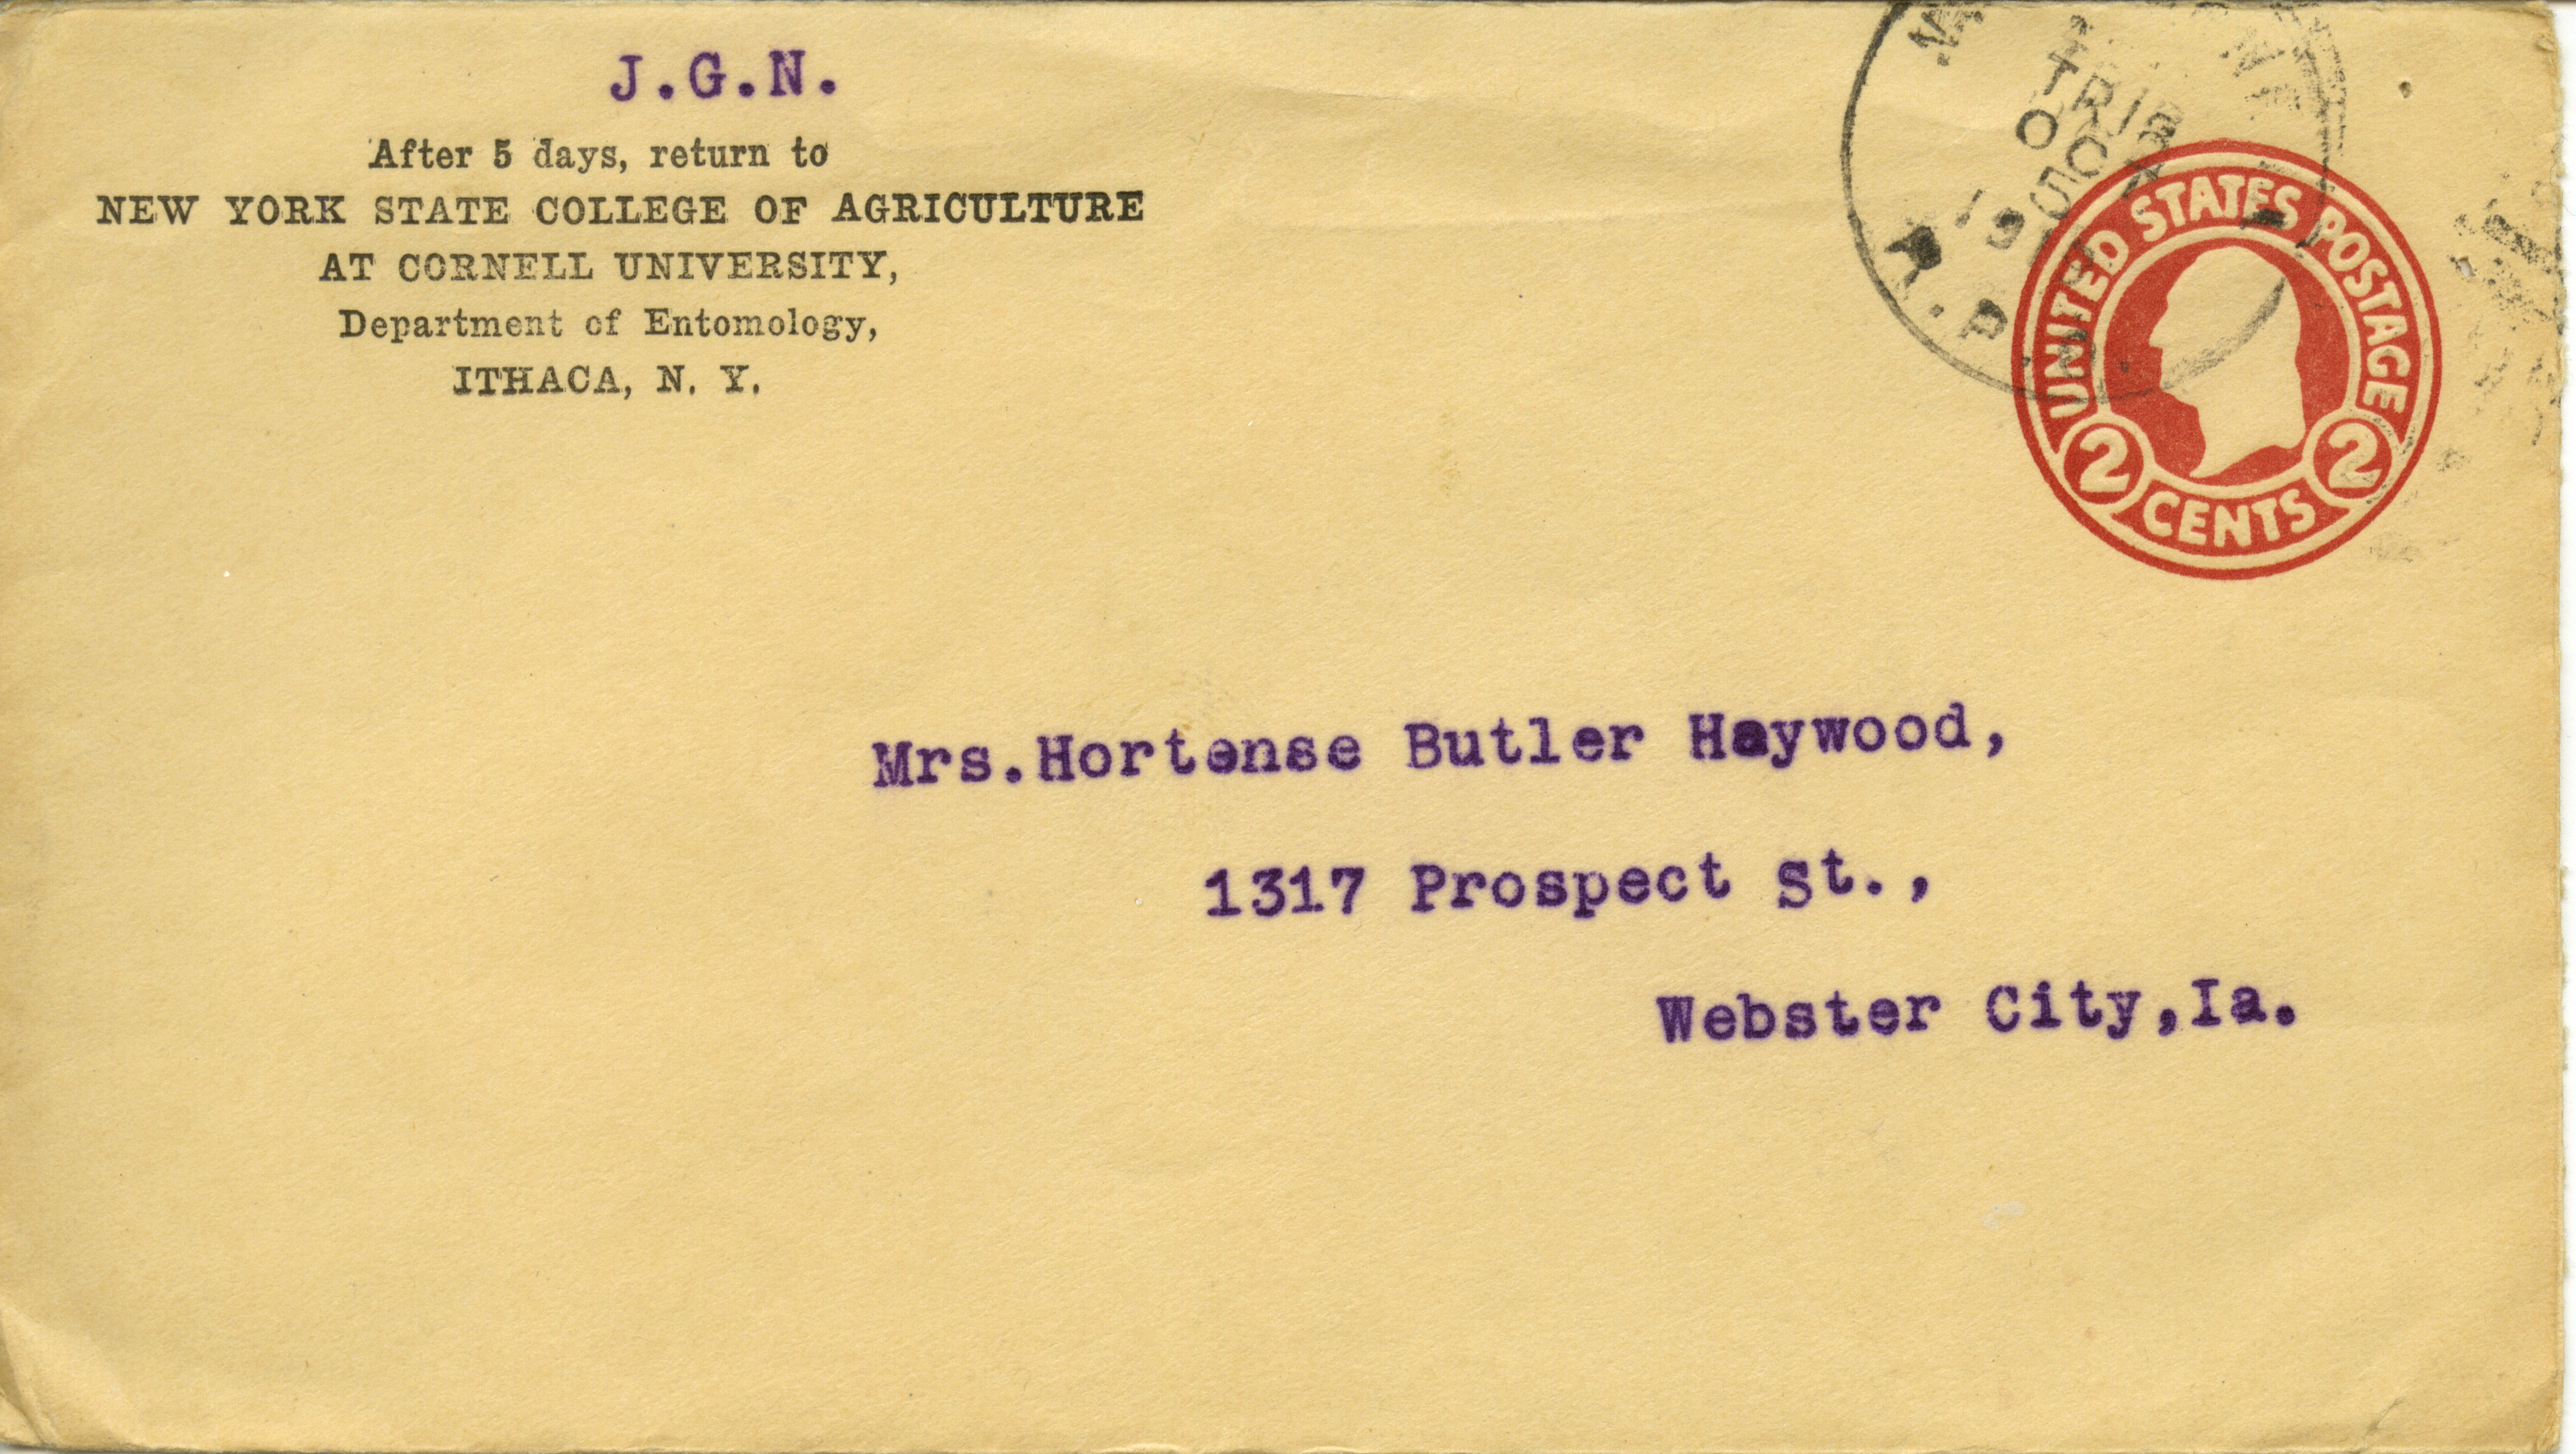 J.G.N.
After 5 days, return to
NEW YORK STATE COLLEGE OF AGRICULTURE
AT CORNELL UNIVERSITY,
Department of Entomology,
ITHACA, N. Y.
TRIP
R.P.O.
UNITED STATES POSTAGE
2 CENTS 2
Mrs.Hortense Butler Haywood,
1317 Prospect St.,
Webster City,Ia.